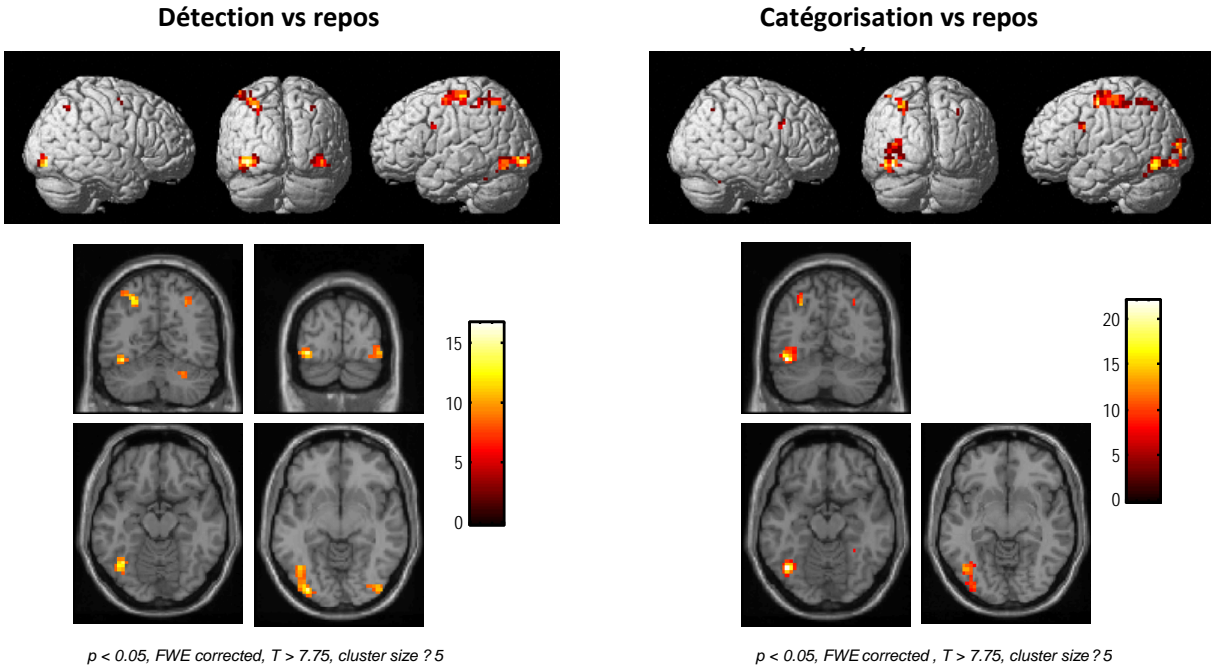 Détection vs repos
Catégorisation vs repos
15
10
5
0
20
15
10
5
0
p < 0.05, FWE corrected, T > 7.75, cluster size ? 5
p < 0.05, FWE corrected , T > 7.75, cluster size ? 5